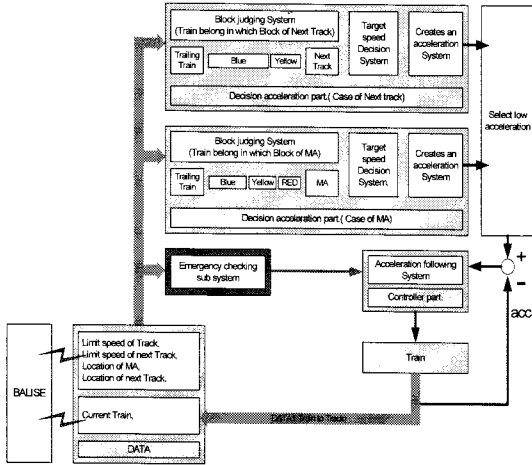 Block judging System
(Train belong in which Block of Next Track)
Trailing
Train
Blue
Yellow
Next
Track
Target
speed
Decision
System
Creates an
acceleration
System
Decision acceleration part.( Case of Next track)
Select low
acceleration
Block judging System
(Train belong in which Block of MA)
Trailing
Train
Blue
Yellow
RED
MA
Target
speed
Decision
System.
Creates an
acceleration
System
Decision acceleration part.( Case of MA)
+
-
acc
Emergency checking
sub system
Acceleration following
System
Controller part.
Train
BALISE
Limit speed of Track,
Limit speed of next Track,
Location of MA,
Location of next Track.
Current Train,
DATA
Train to Track